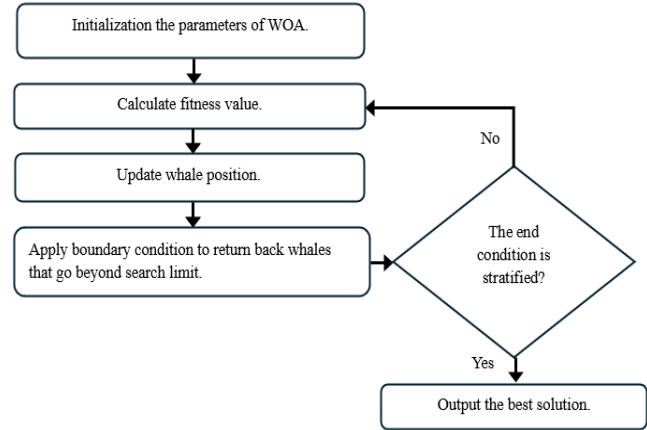 Initialization the parameters of WOA.
Calculate fitness value.
Update whale position.
Apply boundary condition to return back whales
that go beyond search limit.
The end
condition is
stratified?
No
Yes
Output the best solution.